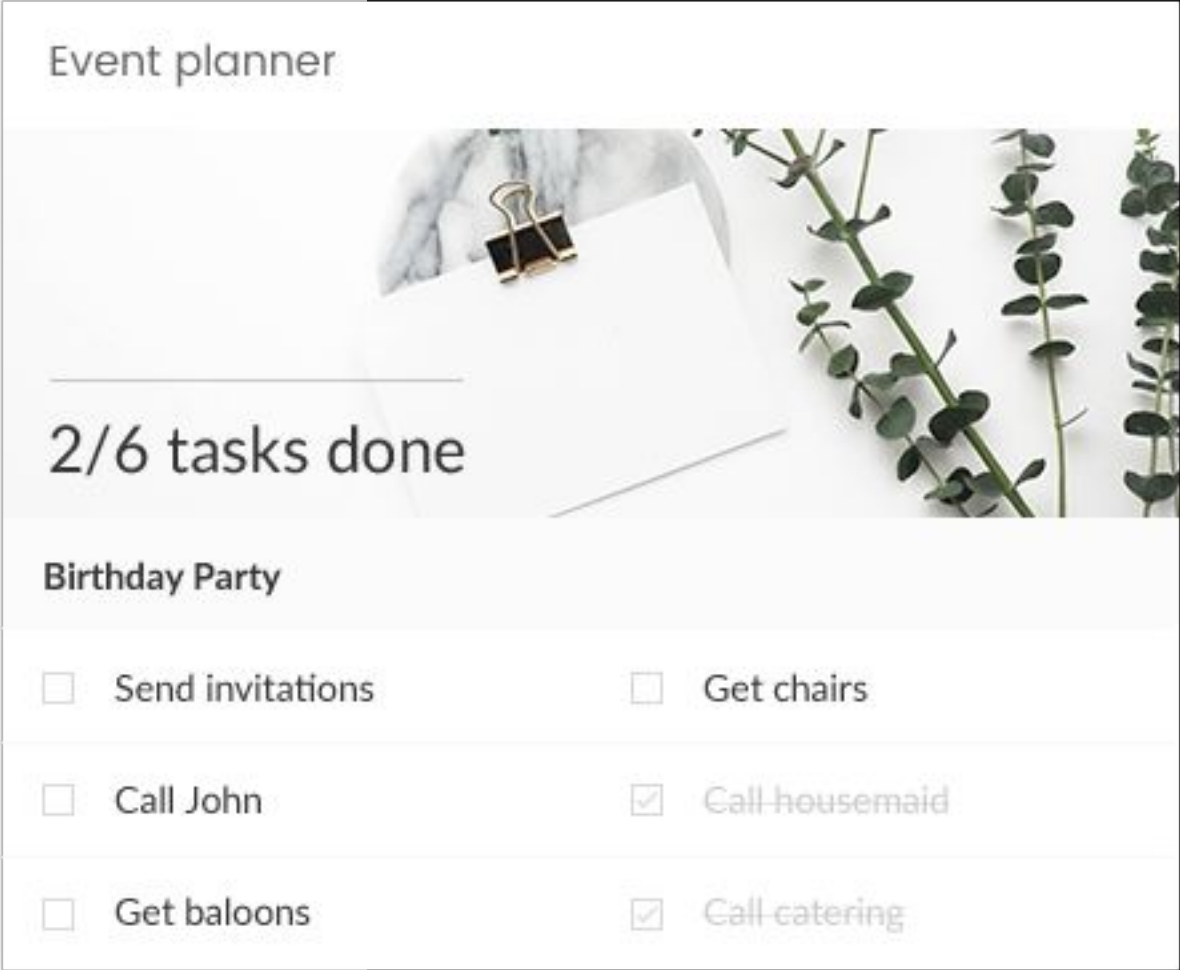 Event planner
2/6 tasks done
Birthday Party
Send invitations
Get chairs
Call John
Call housemaid
Get baloons
Call catering